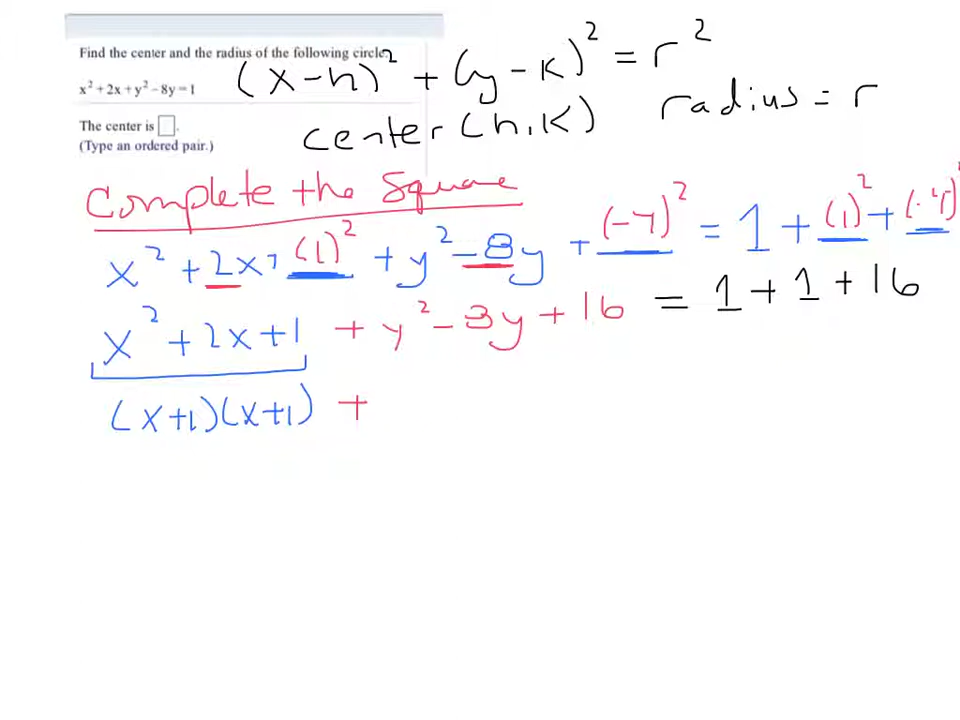 Find the center and the radius of the following circle.
(x-h)² + (y-k)² = r²
x² + 2x + y² − 8y = 1
The center is .
(Type an ordered pair.)
center (h,k)
radius = r
Complete the Square
x² + 2x + (1)² + y² - 8y + (-4)² = 1 + (1)² + (-4)²
x² + 2x + 1 + y² - 8y + 16 = 1 + 1 + 16
(x+1)(x+1) +